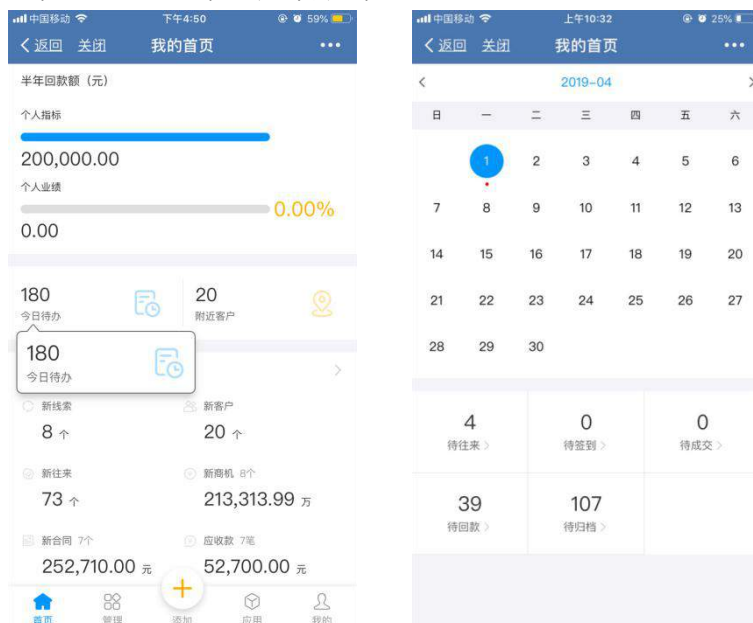 中国移动 下午4:50 59%
返回 关闭 我的首页
半年回款额（元）
个人指标
200,000.00
个人业绩
0.00%
0.00
180
今日待办
20
附近客户
180
今日待办
新线索
8 个
新客户
20 个
新往来
73 个
新商机 8个
213,313.99 万
新合同 7个
252,710.00 元
应收款 7笔
52,700.00 元
首页 管理 添加 应用 我的
中国移动 上午10:32 25%
返回 关闭 我的首页
2019-04
日 一 二 三 四 五 六
1 2 3 4 5 6
7 8 9 10 11 12 13
14 15 16 17 18 19 20
21 22 23 24 25 26 27
28 29 30
4
待往来
0
待签到
0
待成交
39
待回款
107
待归档